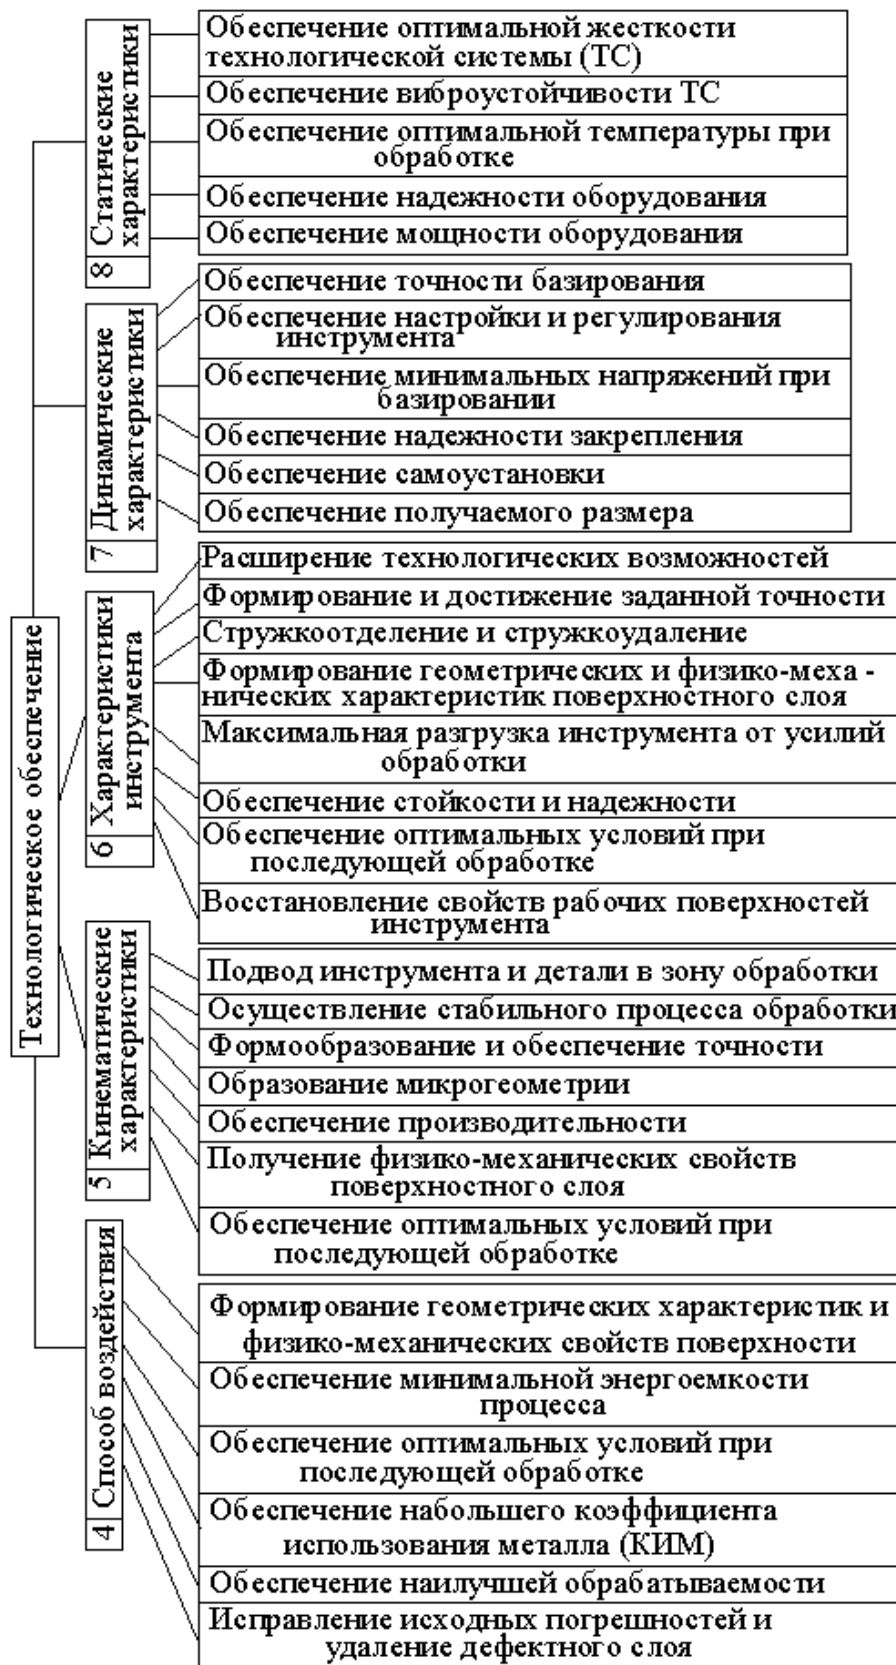 Технологическое обеспечение
8 Статические
характеристики
Обеспечение оптимальной жесткости
технологической системы (ТС)
Обеспечение виброустойчивости ТС
Обеспечение оптимальной температуры при
обработке
Обеспечение надежности оборудования
Обеспечение мощности оборудования
7 Динамические
характеристики
Обеспечение точности базирования
Обеспечение настройки и регулирования
инструмента
Обеспечение минимальных напряжений при
базировании
Обеспечение надежности закрепления
Обеспечение самоустановки
Обеспечение получаемого размера
6 Характеристики
инструмента
Расширение технологических возможностей
Формирование и достижение заданной точности
Стружкоотделение и стружкоудаление
Формирование геометрических и физико-меха -
нических характеристик поверхностного слоя
Максимальная разгрузка инструмента от усилий
обработки
Обеспечение стойкости и надежности
Обеспечение оптимальных условий при
последующей обработке
Восстановление свойств рабочих поверхностей
инструмента
5 Кинематические
характеристики
Подвод инструмента и детали в зону обработки
Осуществление стабильного процесса обработки
Формообразование и обеспечение точности
Образование микрогеометрии
Обеспечение производительности
Получение физико-механических свойств
поверхностного слоя
Обеспечение оптимальных условий при
последующей обработке
4 Способ воздействия
Формирование геометрических характеристик и
физико-механических свойств поверхности
Обеспечение минимальной энергоемкости
процесса
Обеспечение оптимальных условий при
последующей обработке
Обеспечение набольшего коэффициента
использования металла (КИМ)
Обеспечение наилучшей обрабатываемости
Исправление исходных погрешностей и
удаление дефектного слоя